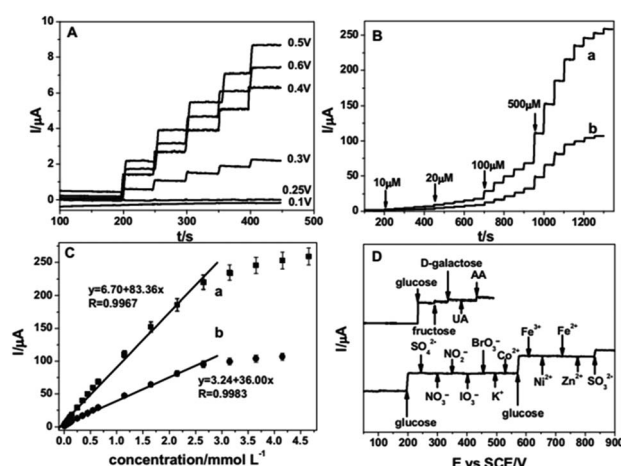 A
I/μA
10
8
6
4
2
0
0.5V
0.6V
0.4V
0.3V
0.25V
0.1V
100 200 300 400 500
t/s
B
I/μA
250
200
150
100
50
0
a
b
10μM
20μM
100μM
500μM
200 400 600 800 1000 1200 1400
t/s
C
I/μA
300
250
200
150
100
50
0
y=6.70+83.36x
R=0.9967
a
b
y=3.24+36.00x
R=0.9983
0.0 0.5 1.0 1.5 2.0 2.5 3.0 3.5 4.0 4.5
concentration/mmol L⁻¹
D
I/μA
glucose
D-galactose
AA
fructose
UA
SO₄²⁻
NO₂⁻
BrO₃⁻
Co²⁺
Fe³⁺
Fe²⁺
NO₃⁻
IO₃⁻
K⁺
Ni²⁺
Zn²⁺
SO₃²⁻
glucose
glucose
100 200 300 400 500 600 700 800 900
E vs SCE/V